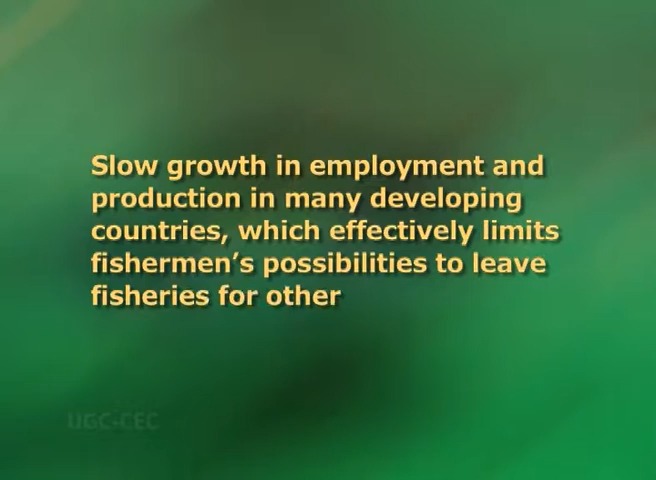 Slow growth in employment and
production in many developing
countries, which effectively limits
fishermen's possibilities to leave
fisheries for other
UGC-CEC